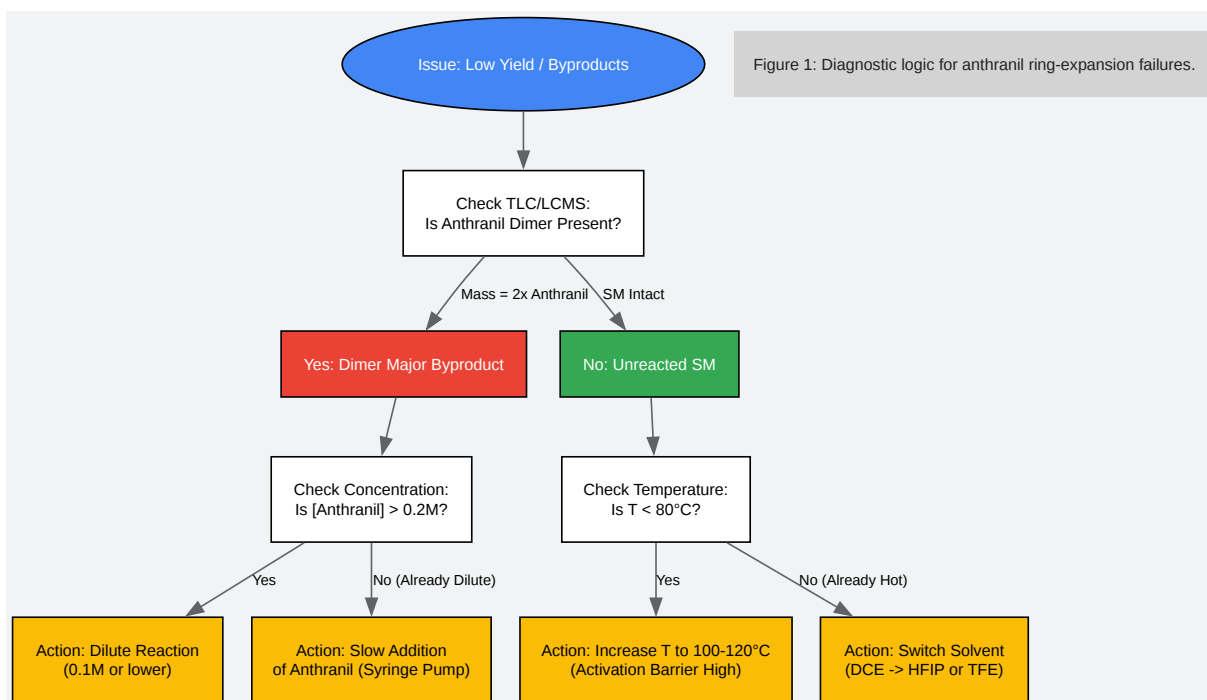 Issue: Low Yield / Byproducts
Figure 1: Diagnostic logic for anthranil ring-expansion failures.
Check TLC/LCMS:
Is Anthranil Dimer Present?
Mass = 2x Anthranil
SM Intact
Yes: Dimer Major Byproduct
No: Unreacted SM
Check Concentration:
Is [Anthranil] > 0.2M?
Check Temperature:
Is T < 80°C?
Yes
No (Already Dilute)
Yes
No (Already Hot)
Action: Dilute Reaction
(0.1M or lower)
Action: Slow Addition
of Anthranil (Syringe Pump)
Action: Increase T to 100-120°C
(Activation Barrier High)
Action: Switch Solvent
(DCE -> HFIP or TFE)